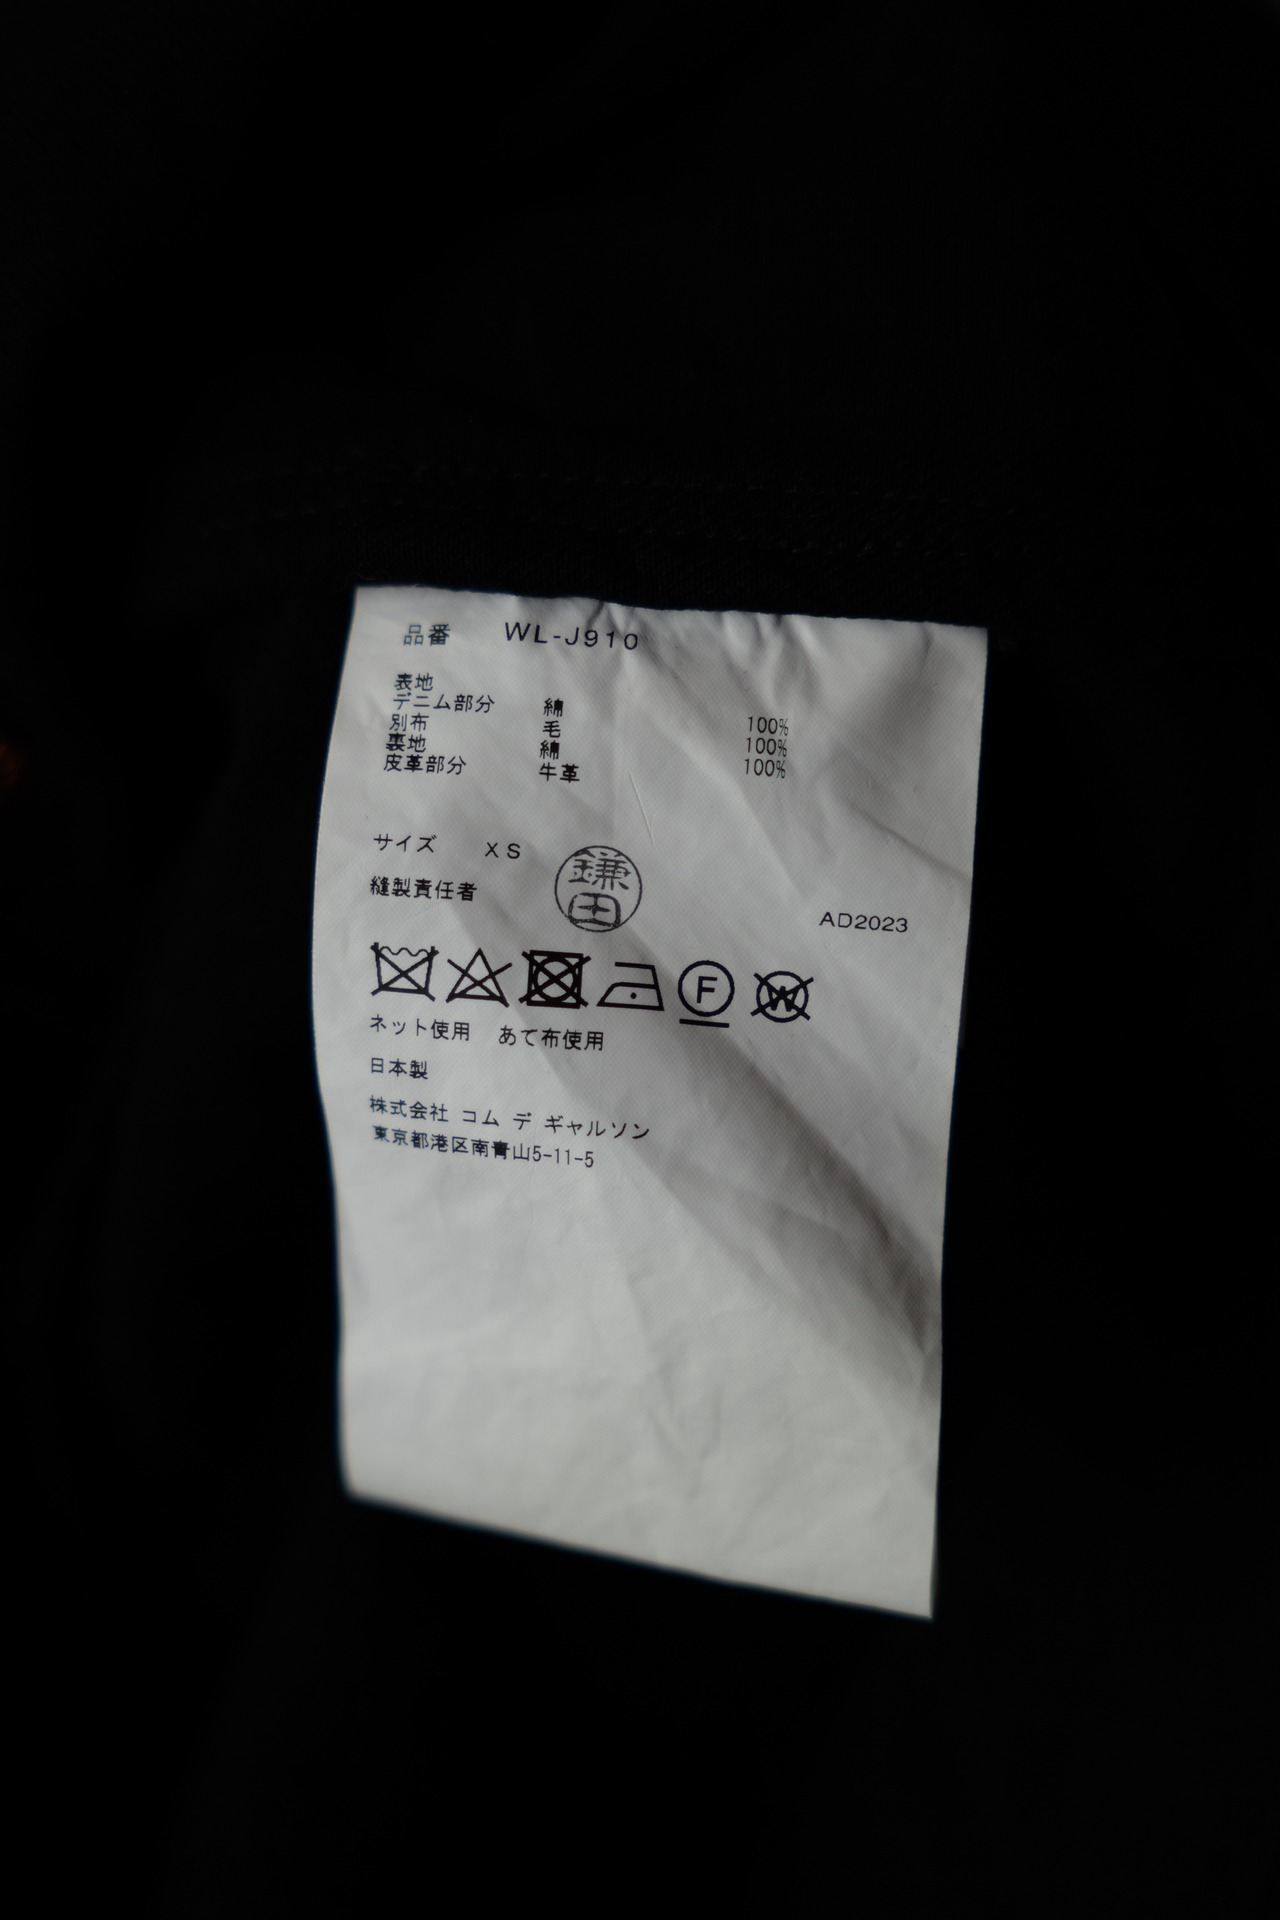 品番 WL-J910
表地
デニム部分 綿 100%
別布 毛 100%
裏地 綿 100%
皮革部分 牛革
サイズ XS
縫製責任者 鎌田
AD2023
F W
ネット使用 あて布使用
日本製
株式会社 コム デ ギャルソン
東京都港区南青山5-11-5